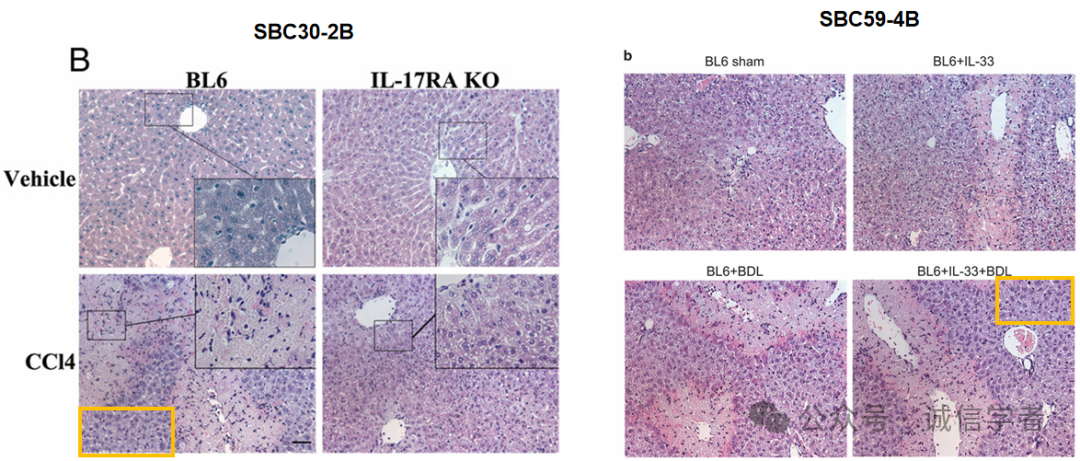 SBC30-2B
SBC59-4B
B
BL6
IL-17RA KO
Vehicle
CCl4
b
BL6 sham
BL6+IL-33
BL6+BDL
BL6+IL-33+BDL
公众号 · 诚信学者